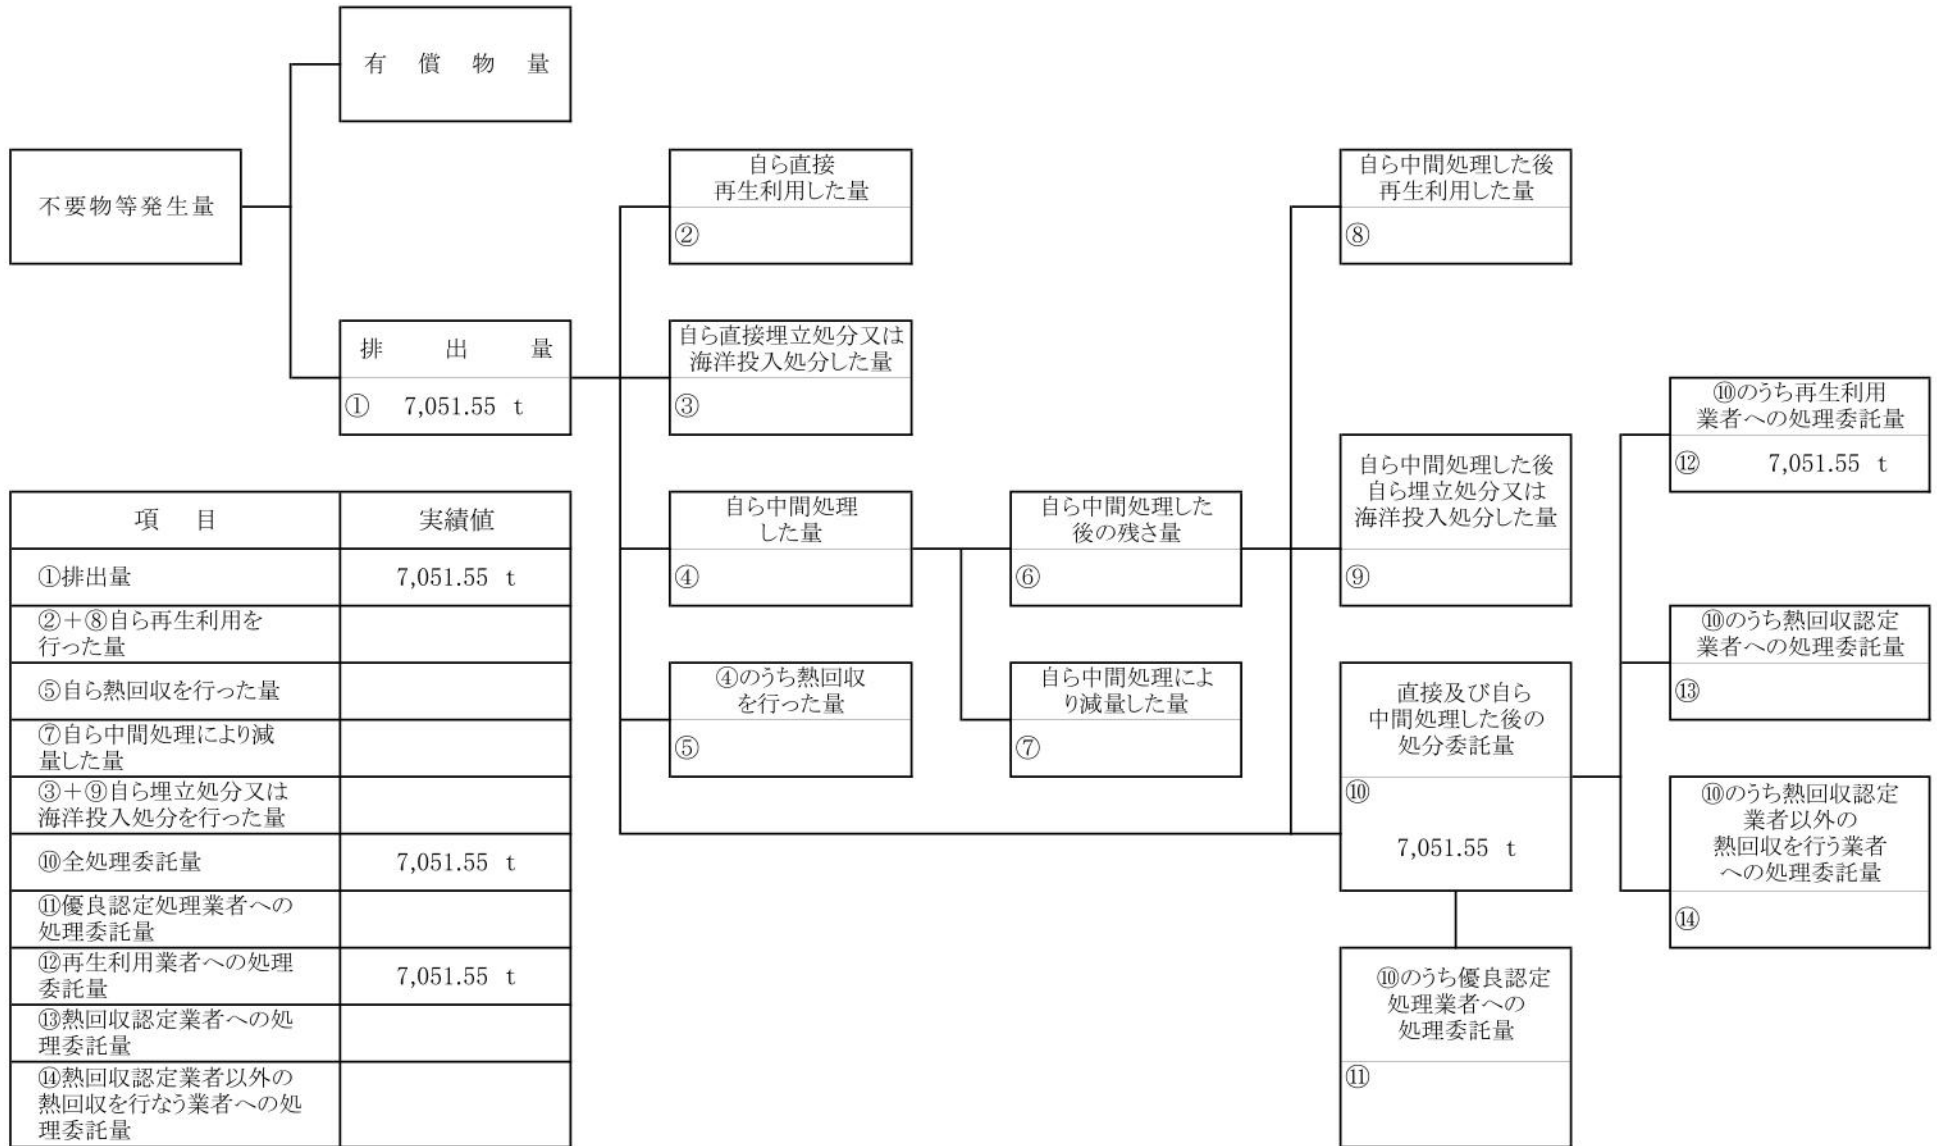 有償物量
不要物等発生量
排出量
① 7,051.55 t
自ら直接
再生利用した量
②
自ら直接埋立処分又は
海洋投入処分した量
③
自ら中間処理
した量
④
④のうち熱回収
を行った量
⑤
自ら中間処理した
後の残さ量
⑥
自ら中間処理によ
り減量した量
⑦
自ら中間処理した後
再生利用した量
⑧
自ら中間処理した後
自ら埋立処分又は
海洋投入処分した量
⑨
直接及び自ら
中間処理した後の
処分委託量
⑩
7,051.55 t
⑩のうち優良認定
処理業者への
処理委託量
⑪
⑩のうち再生利用
業者への処理委託量
⑫ 7,051.55 t
⑩のうち熱回収認定
業者への処理委託量
⑬
⑩のうち熱回収認定
業者以外の
熱回収を行う業者
への処理委託量
⑭
項目 実績値
①排出量 7,051.55 t
②+⑧自ら再生利用を
行った量
⑤自ら熱回収を行った量
⑦自ら中間処理により減
量した量
③+⑨自ら埋立処分又は
海洋投入処分を行った量
⑩全処理委託量 7,051.55 t
⑪優良認定処理業者への
処理委託量
⑫再生利用業者への処理
委託量 7,051.55 t
⑬熱回収認定業者への処
理委託量
⑭熱回収認定業者以外の
熱回収を行なう業者への処
理委託量